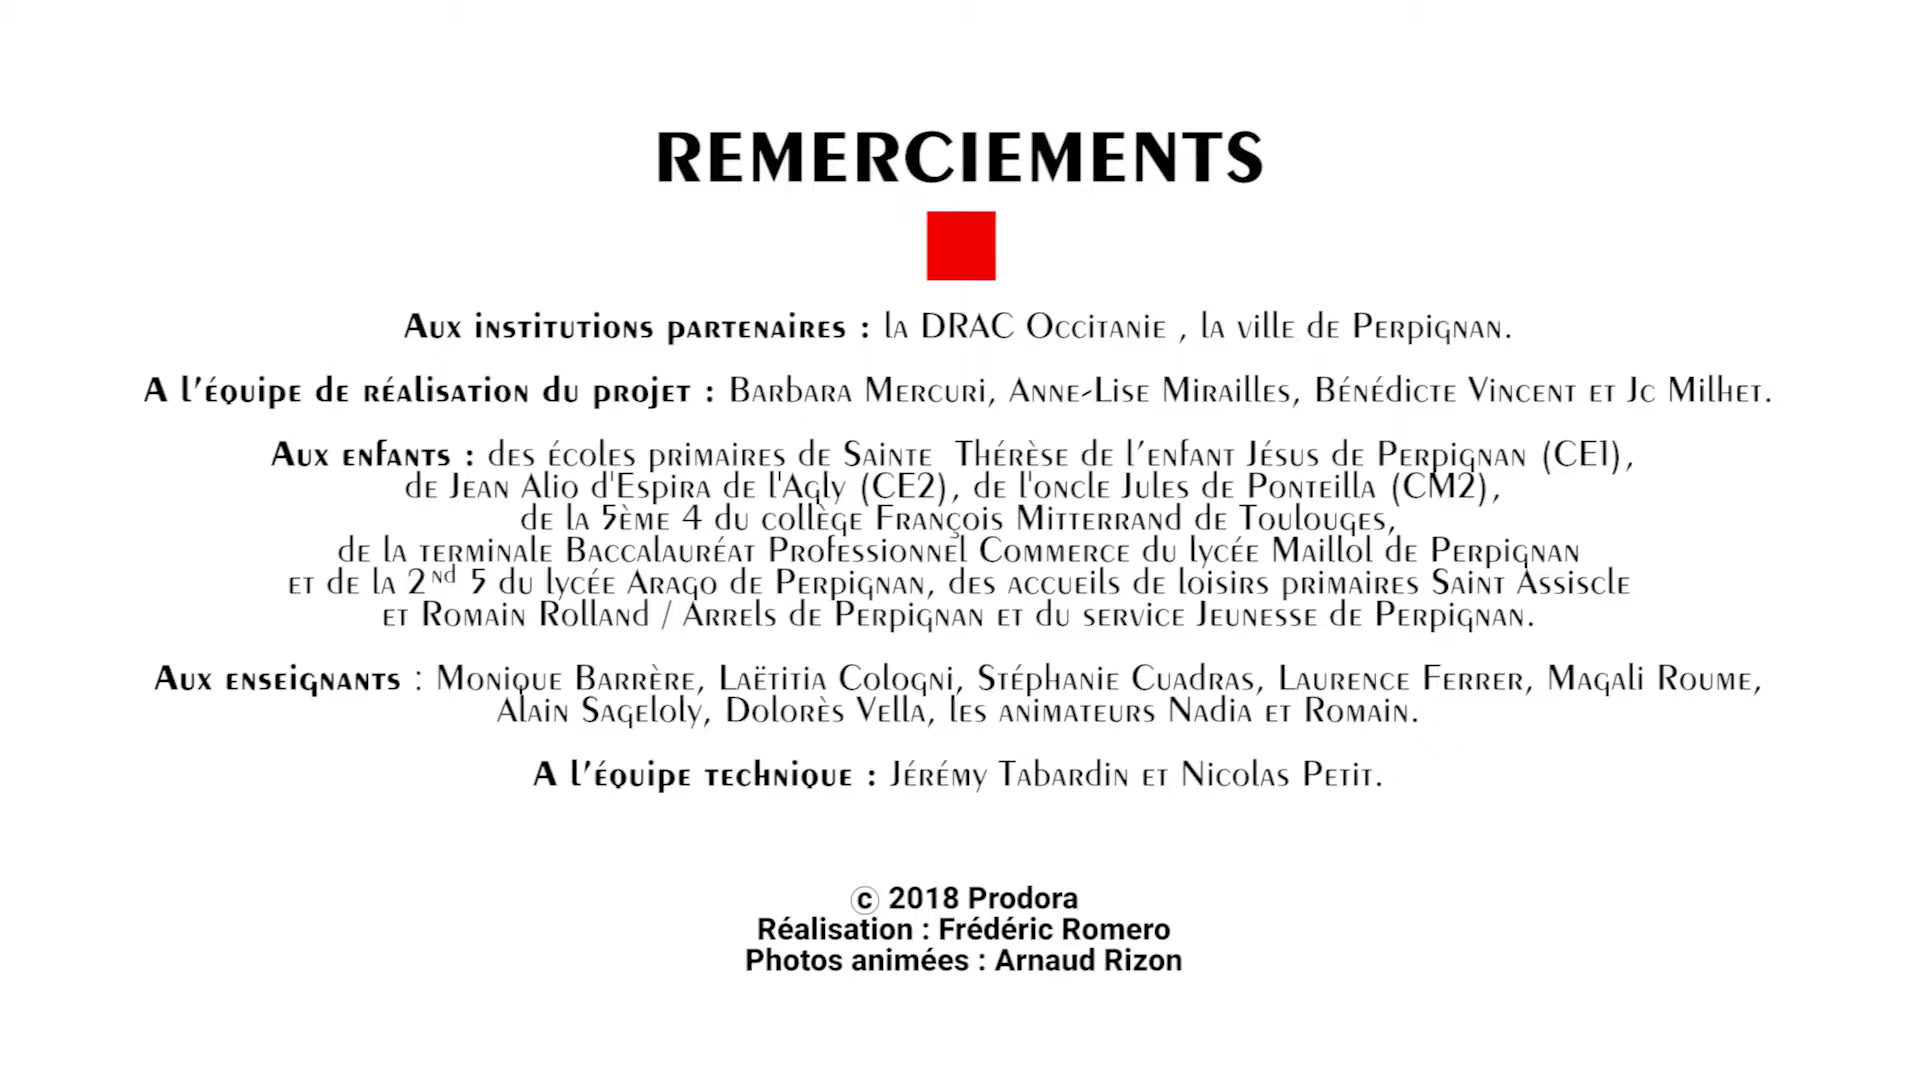 REMERCIEMENTS
Aux institutions partenaires : la DRAC Occitanie , la ville de Perpignan.
A l'équipe de réalisation du projet : Barbara Mercuri, Anne-Lise Mirailles, Bénédicte Vincent et Jc Milhet.
Aux enfants : des écoles primaires de Sainte Thérèse de l'enfant Jésus de Perpignan (CE1),
de Jean Alio d'Espira de l'Agly (CE2), de l'oncle Jules de Ponteilla (CM2),
de la 5ème 4 du collège François Mitterrand de Toulouges,
de la terminale Baccalauréat Professionnel Commerce du lycée Maillol de Perpignan
et de la 2nd 5 du lycée Arago de Perpignan, des accueils de loisirs primaires Saint Assiscle
et Romain Rolland / Arrels de Perpignan et du service Jeunesse de Perpignan.
Aux enseignants : Monique Barrère, Laëtitia Cologni, Stéphanie Cuadras, Laurence Ferrer, Magali Roume,
Alain Sageloly, Dolorès Vella, les animateurs Nadia et Romain.
A l'équipe technique : Jérémy Tabardin et Nicolas Petit.
© 2018 Prodora
Réalisation : Frédéric Romero
Photos animées : Arnaud Rizon